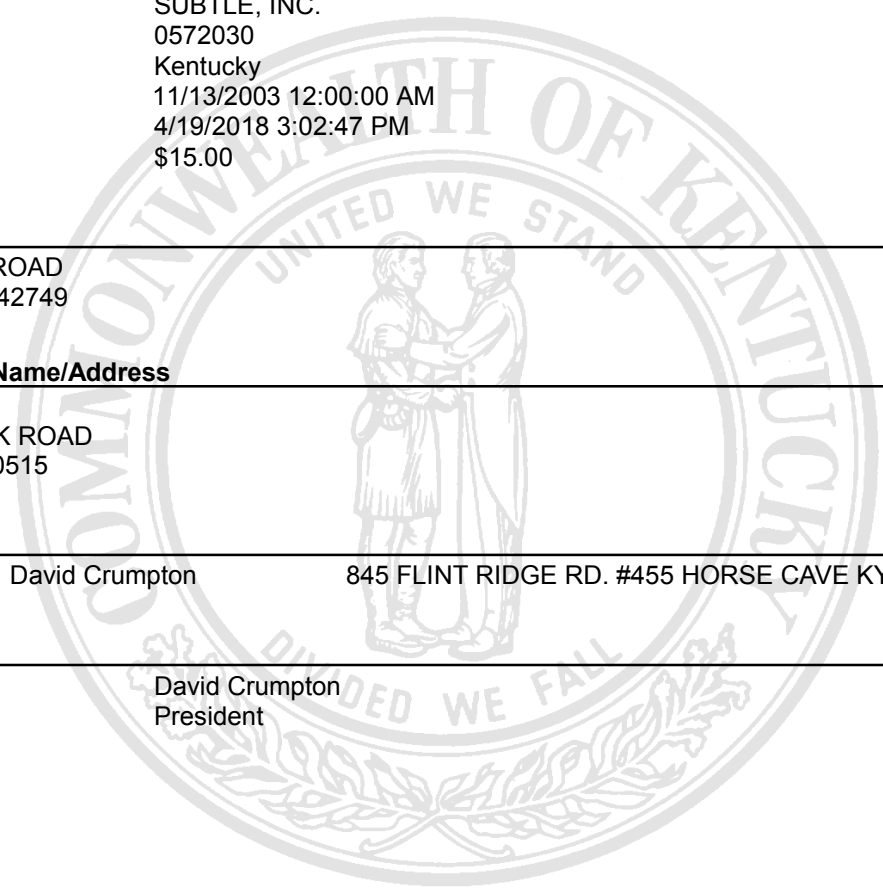 SUBTLE, INC.
0572030
Kentucky
11/13/2003 12:00:00 AM
4/19/2018 3:02:47 PM
$15.00
ROAD
42749
Name/Address
K ROAD
0515
David Crumpton 845 FLINT RIDGE RD. #455 HORSE CAVE KY
David Crumpton
President
COMMONWEALTH OF KENTUCKY
UNITED WE STAND
DIVIDED WE FALL